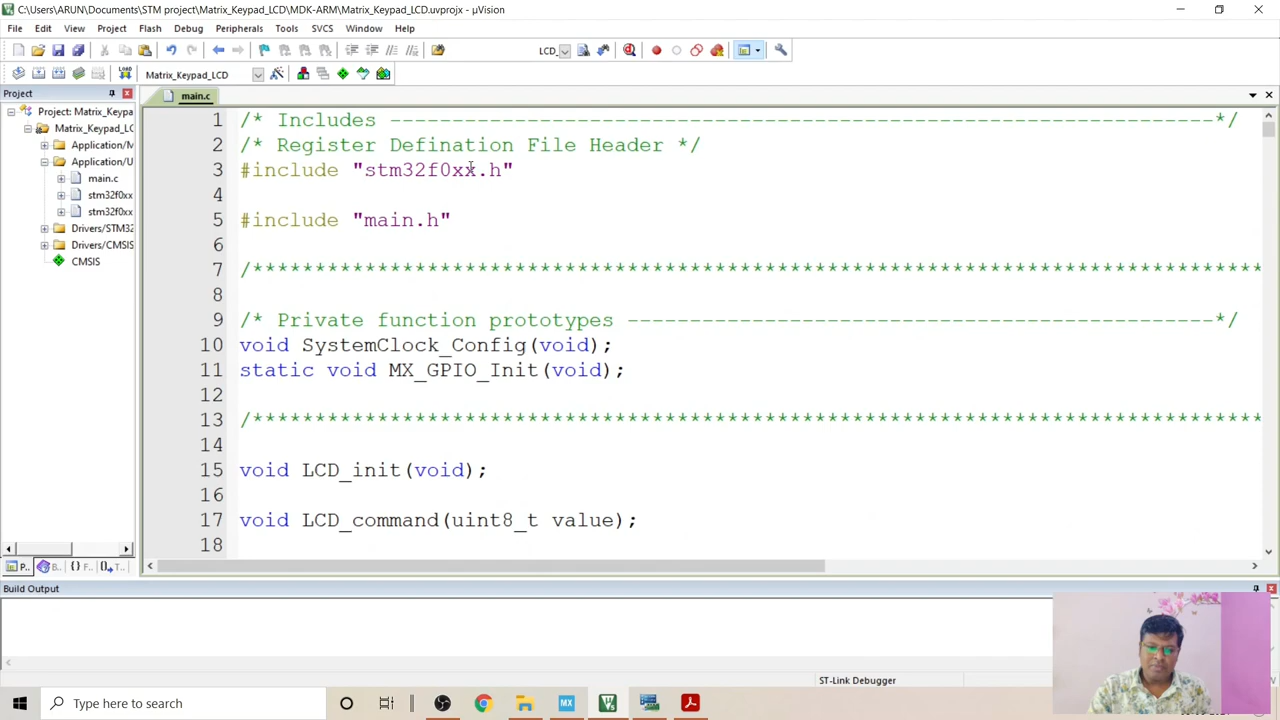 C:\Users\ARUN\Documents\STM project\Matrix_Keypad_LCD\MDK-ARM\Matrix_Keypad_LCD.uvprojx - µVision
File Edit View Project Flash Debug Peripherals Tools SVCS Window Help
LCD_
LOAD
Matrix_Keypad_LCD
Project
main.c
Project: Matrix_Keypa
Matrix_Keypad_LC
Application/M
Application/U
main.c
stm32f0xx
stm32f0xx
Drivers/STM32
Drivers/CMSIS
CMSIS
1 /* Includes ------------------------------------------------------------------*/
2 /* Register Defination File Header */
3 #include "stm32f0xx.h"
4
5 #include "main.h"
6
7 /*********************************************************************************
8
9 /* Private function prototypes -----------------------------------------------*/
10 void SystemClock_Config(void);
11 static void MX_GPIO_Init(void);
12
13 /*********************************************************************************
14
15 void LCD_init(void);
16
17 void LCD_command(uint8_t value);
18
P.. B.. {} F.. T..
Build Output
ST-Link Debugger
Type here to search
MX